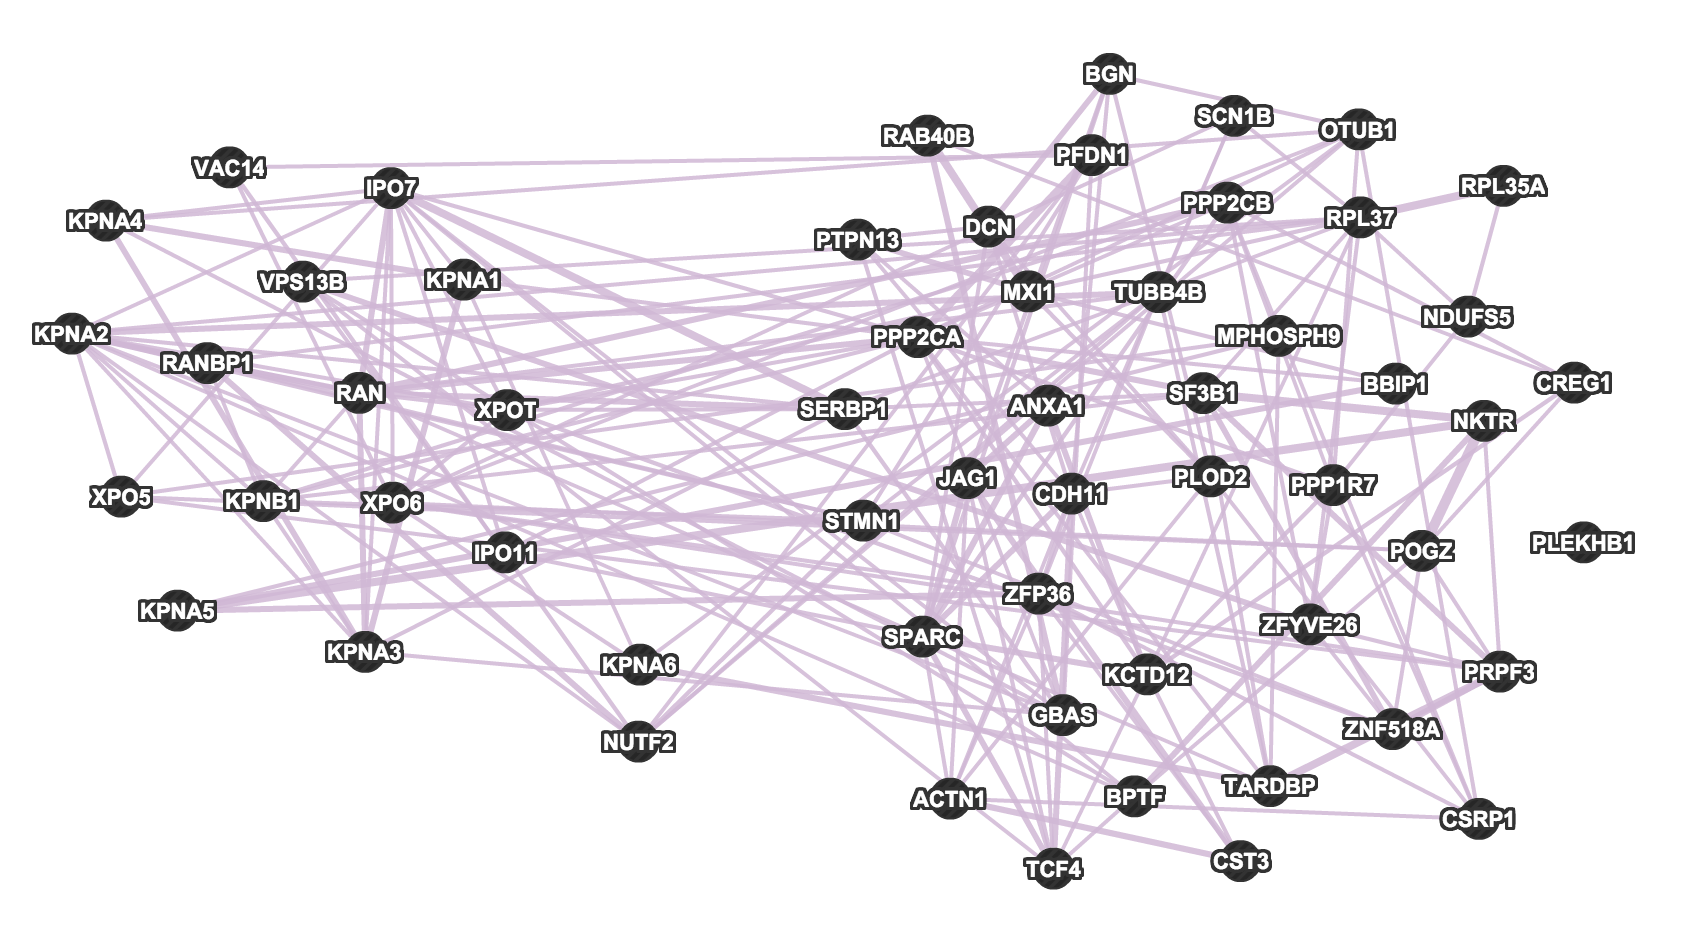 BGN
SCN1B
OTUB1
RAB40B
PFDN1
VAC14
IPO7
RPL35A
KPNA4
PPP2CB
RPL37
DCN
PTPN13
VPS13B
KPNA1
MXI1
TUBB4B
NDUFS5
KPNA2
PPP2CA
MPHOSPH9
RANBP1
RAN
BBIP1
CREG1
SF3B1
XPOT
SERBP1
ANXA1
NKTR
JAG1
PLOD2
PPP1R7
XPO5
KPNB1
XPO6
CDH11
STMN1
IPO11
POGZ
PLEKHB1
ZFP36
KPNA5
ZFYVE26
SPARC
KPNA3
KPNA6
KCTD12
PRPF3
GBAS
ZNF518A
NUTF2
TARDBP
ACTN1
BPTF
CSRP1
TCF4
CST3